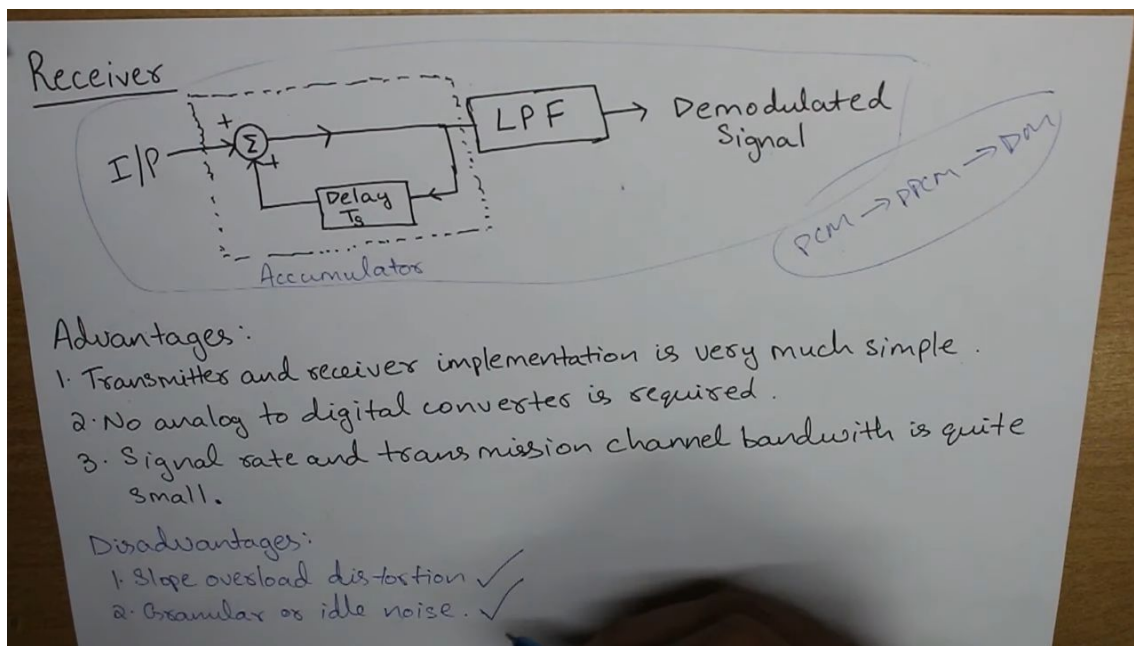 Receiver
+
I/P
Σ
+
Delay
Ts
LPF
Demodulated
Signal
Accumulator
PCM → DPCM → DM
Advantages:
1. Transmitter and receiver implementation is very much simple.
2. No analog to digital converter is required.
3. Signal rate and transmission channel bandwith is quite
small.
Disadvantages:
1. Slope overload distortion ✓
2. Granular or idle noise. ✓